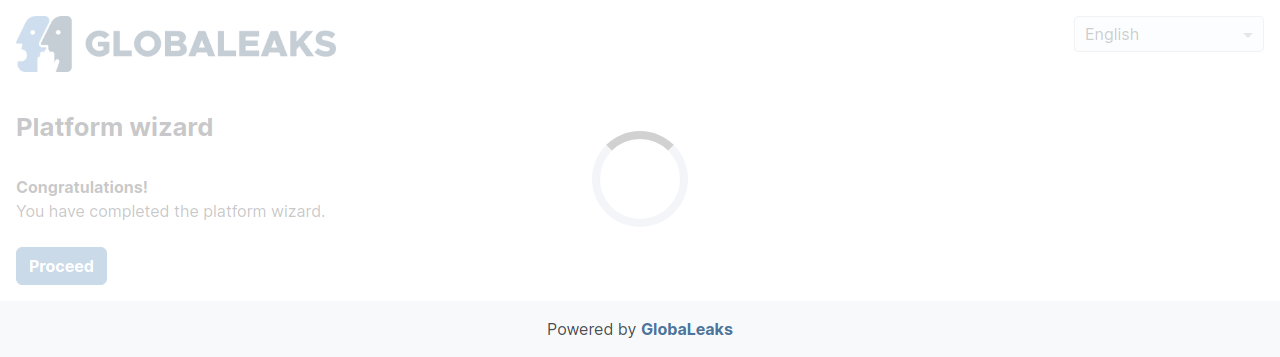 GLOBALEAKS
English
Platform wizard
Congratulations!
You have completed the platform wizard.
Proceed
Powered by GlobaLeaks